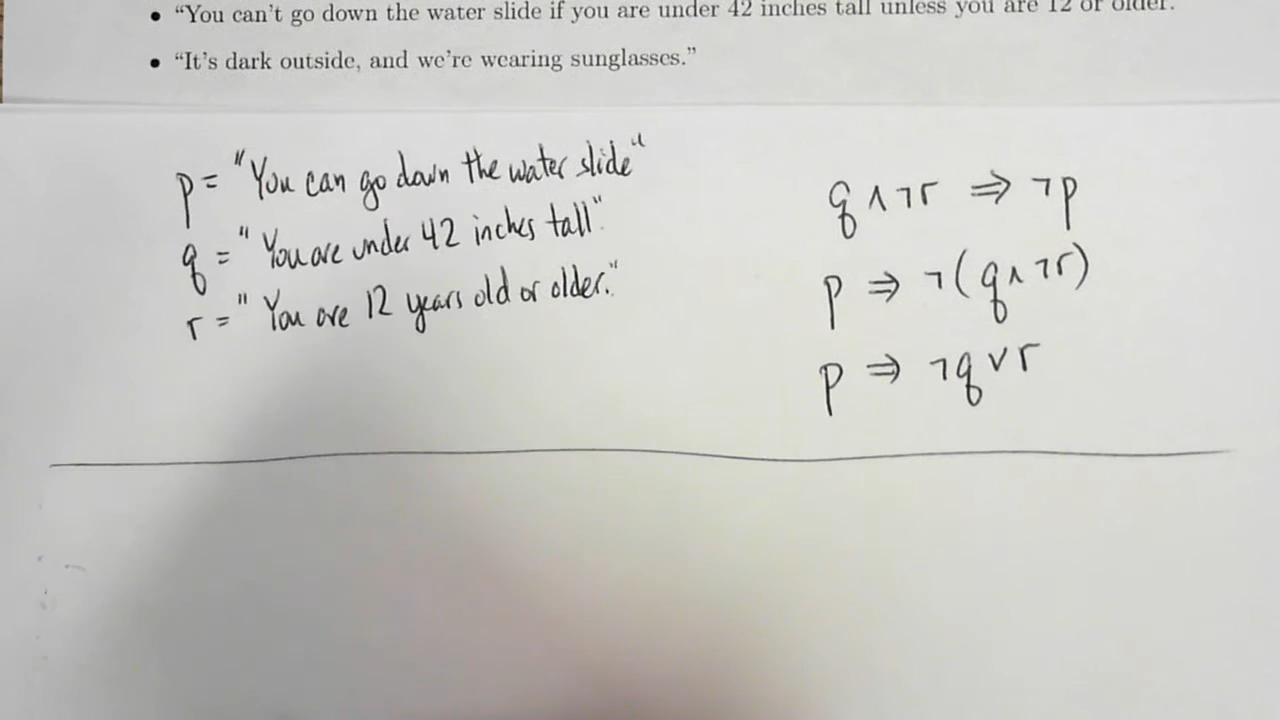 • “You can’t go down the water slide if you are under 42 inches tall unless you are 12 or older.
• “It’s dark outside, and we’re wearing sunglasses.”
p = "You can go down the water slide"
q = "You are under 42 inches tall".
r = "You are 12 years old or older."
q ∧ ¬r ⇒ ¬p
p ⇒ ¬(q ∧ ¬r)
p ⇒ ¬q ∨ r